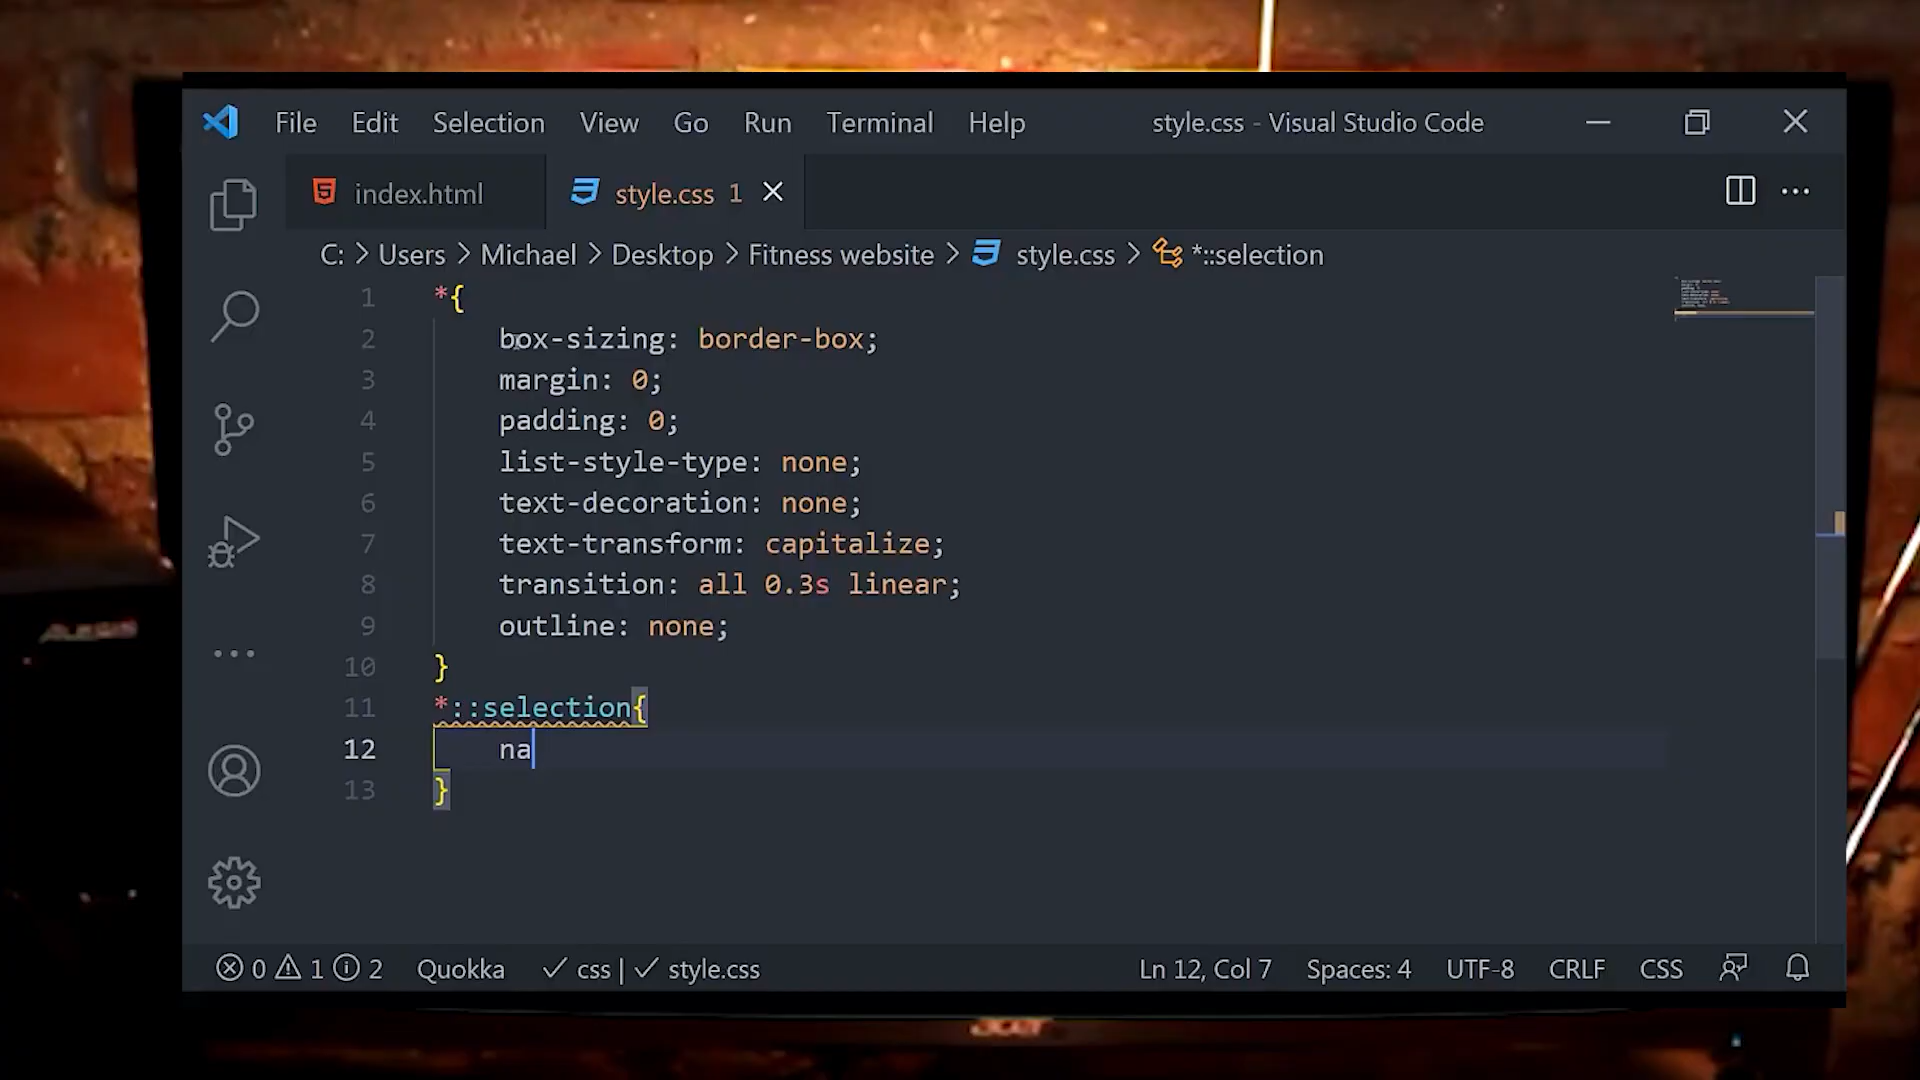 File Edit Selection View Go Run Terminal Help style.css - Visual Studio Code
index.html style.css 1
C: > Users > Michael > Desktop > Fitness website > style.css > *::selection
1 *{
2 box-sizing: border-box;
3 margin: 0;
4 padding: 0;
5 list-style-type: none;
6 text-decoration: none;
7 text-transform: capitalize;
8 transition: all 0.3s linear;
9 outline: none;
10 }
11 *::selection{
12 na
13 }
0 1 2 Quokka css | style.css Ln 12, Col 7 Spaces: 4 UTF-8 CRLF CSS
acer